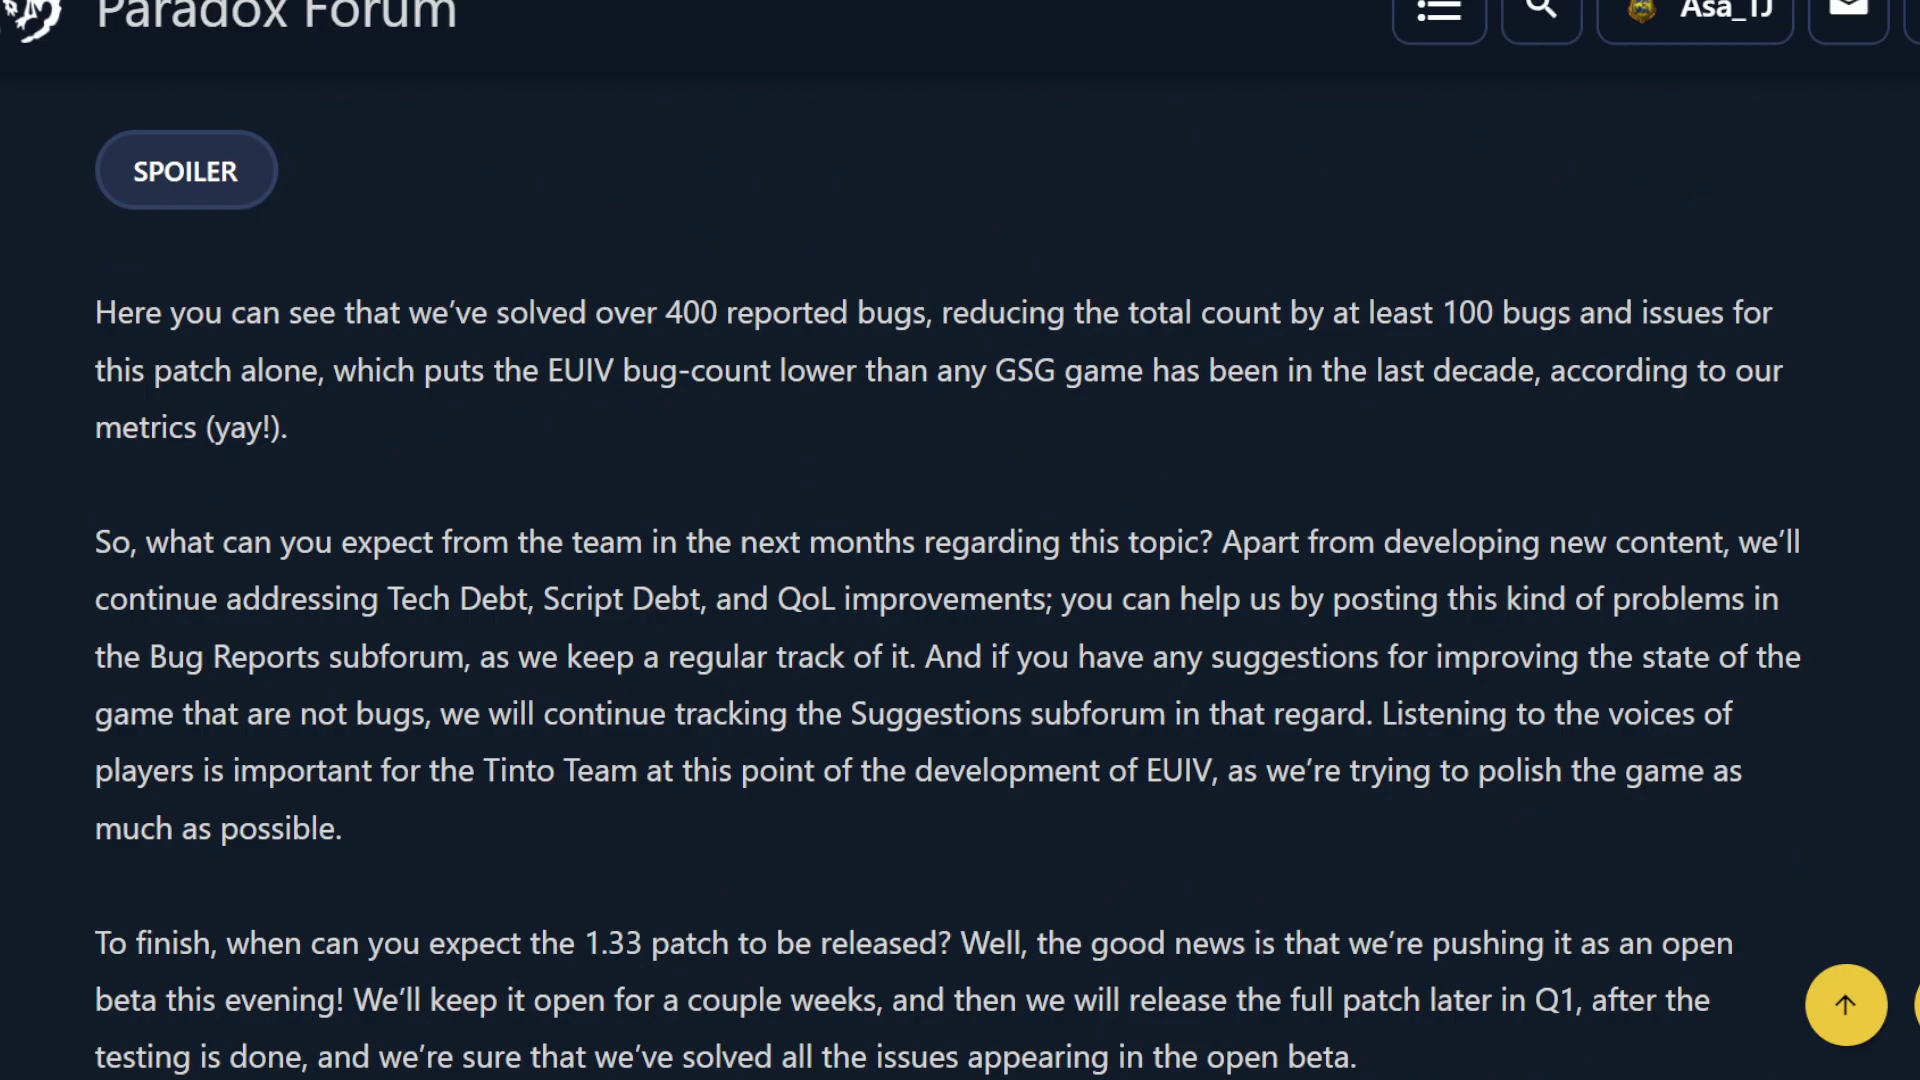 Paradox Forum
Asa_TJ
SPOILER
Here you can see that we’ve solved over 400 reported bugs, reducing the total count by at least 100 bugs and issues for
this patch alone, which puts the EUIV bug-count lower than any GSG game has been in the last decade, according to our
metrics (yay!).
So, what can you expect from the team in the next months regarding this topic? Apart from developing new content, we’ll
continue addressing Tech Debt, Script Debt, and QoL improvements; you can help us by posting this kind of problems in
the Bug Reports subforum, as we keep a regular track of it. And if you have any suggestions for improving the state of the
game that are not bugs, we will continue tracking the Suggestions subforum in that regard. Listening to the voices of
players is important for the Tinto Team at this point of the development of EUIV, as we’re trying to polish the game as
much as possible.
To finish, when can you expect the 1.33 patch to be released? Well, the good news is that we’re pushing it as an open
beta this evening! We’ll keep it open for a couple weeks, and then we will release the full patch later in Q1, after the
testing is done, and we’re sure that we’ve solved all the issues appearing in the open beta.